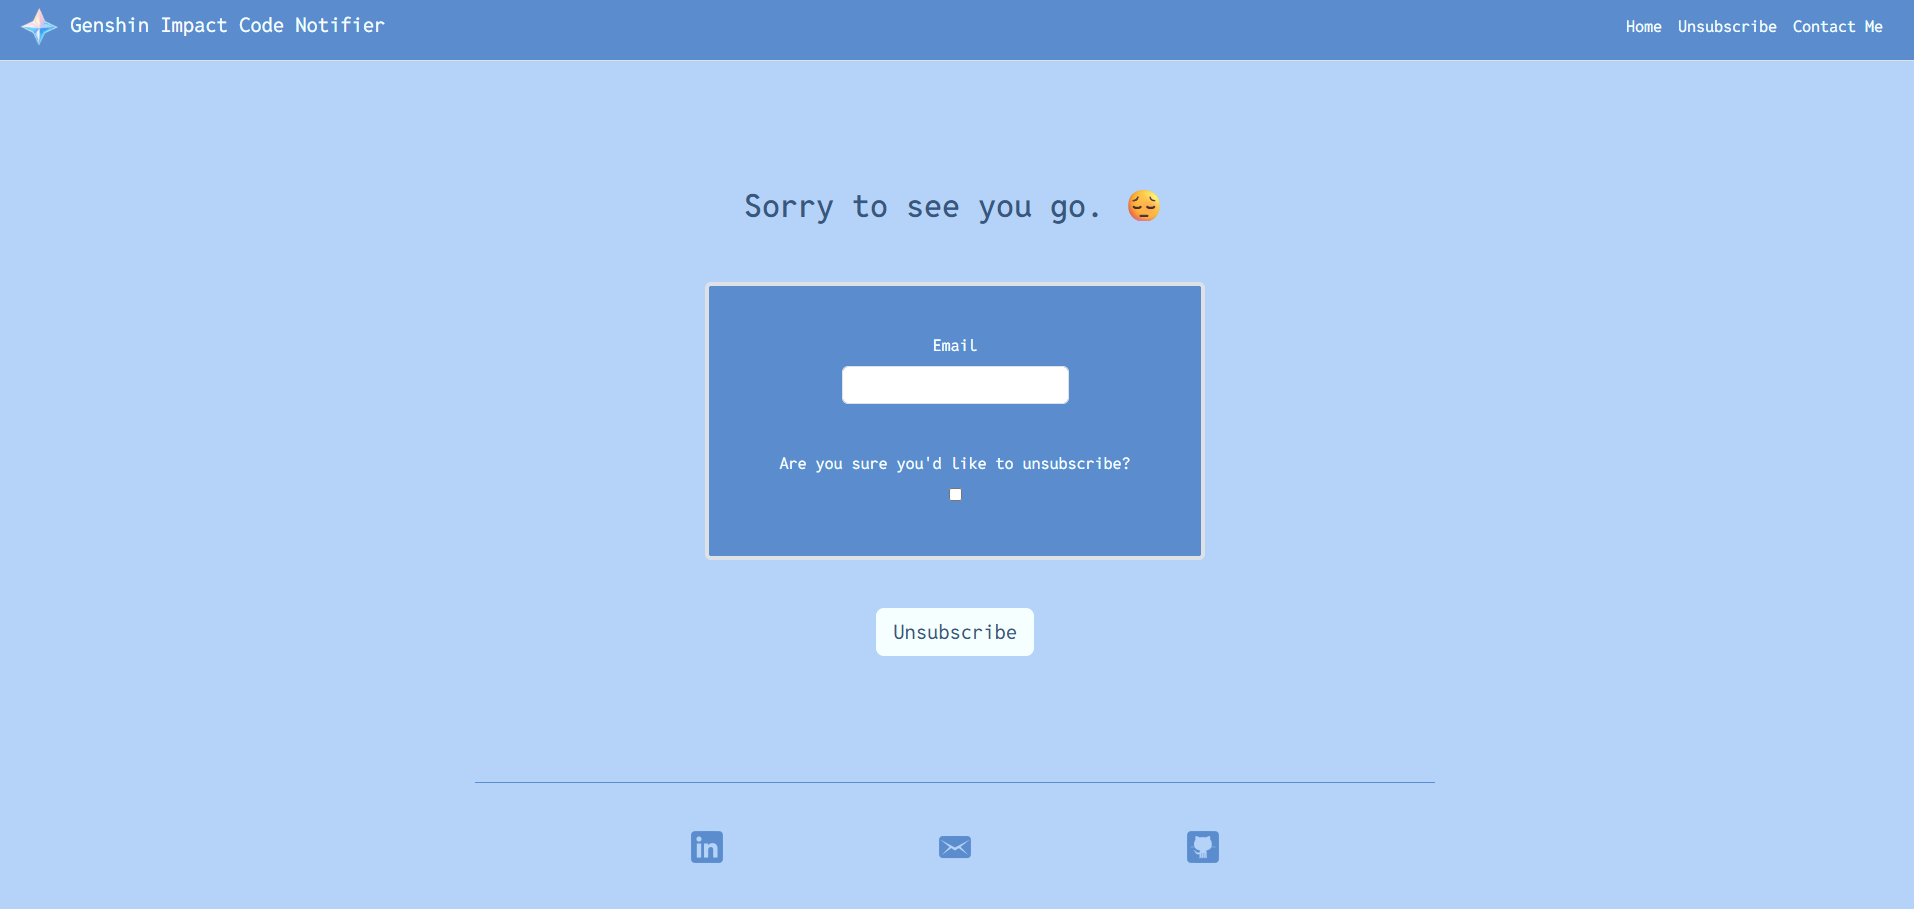 Genshin Impact Code Notifier
Home Unsubscribe Contact Me
Sorry to see you go. 😔
Email
Are you sure you'd like to unsubscribe?
Unsubscribe
in